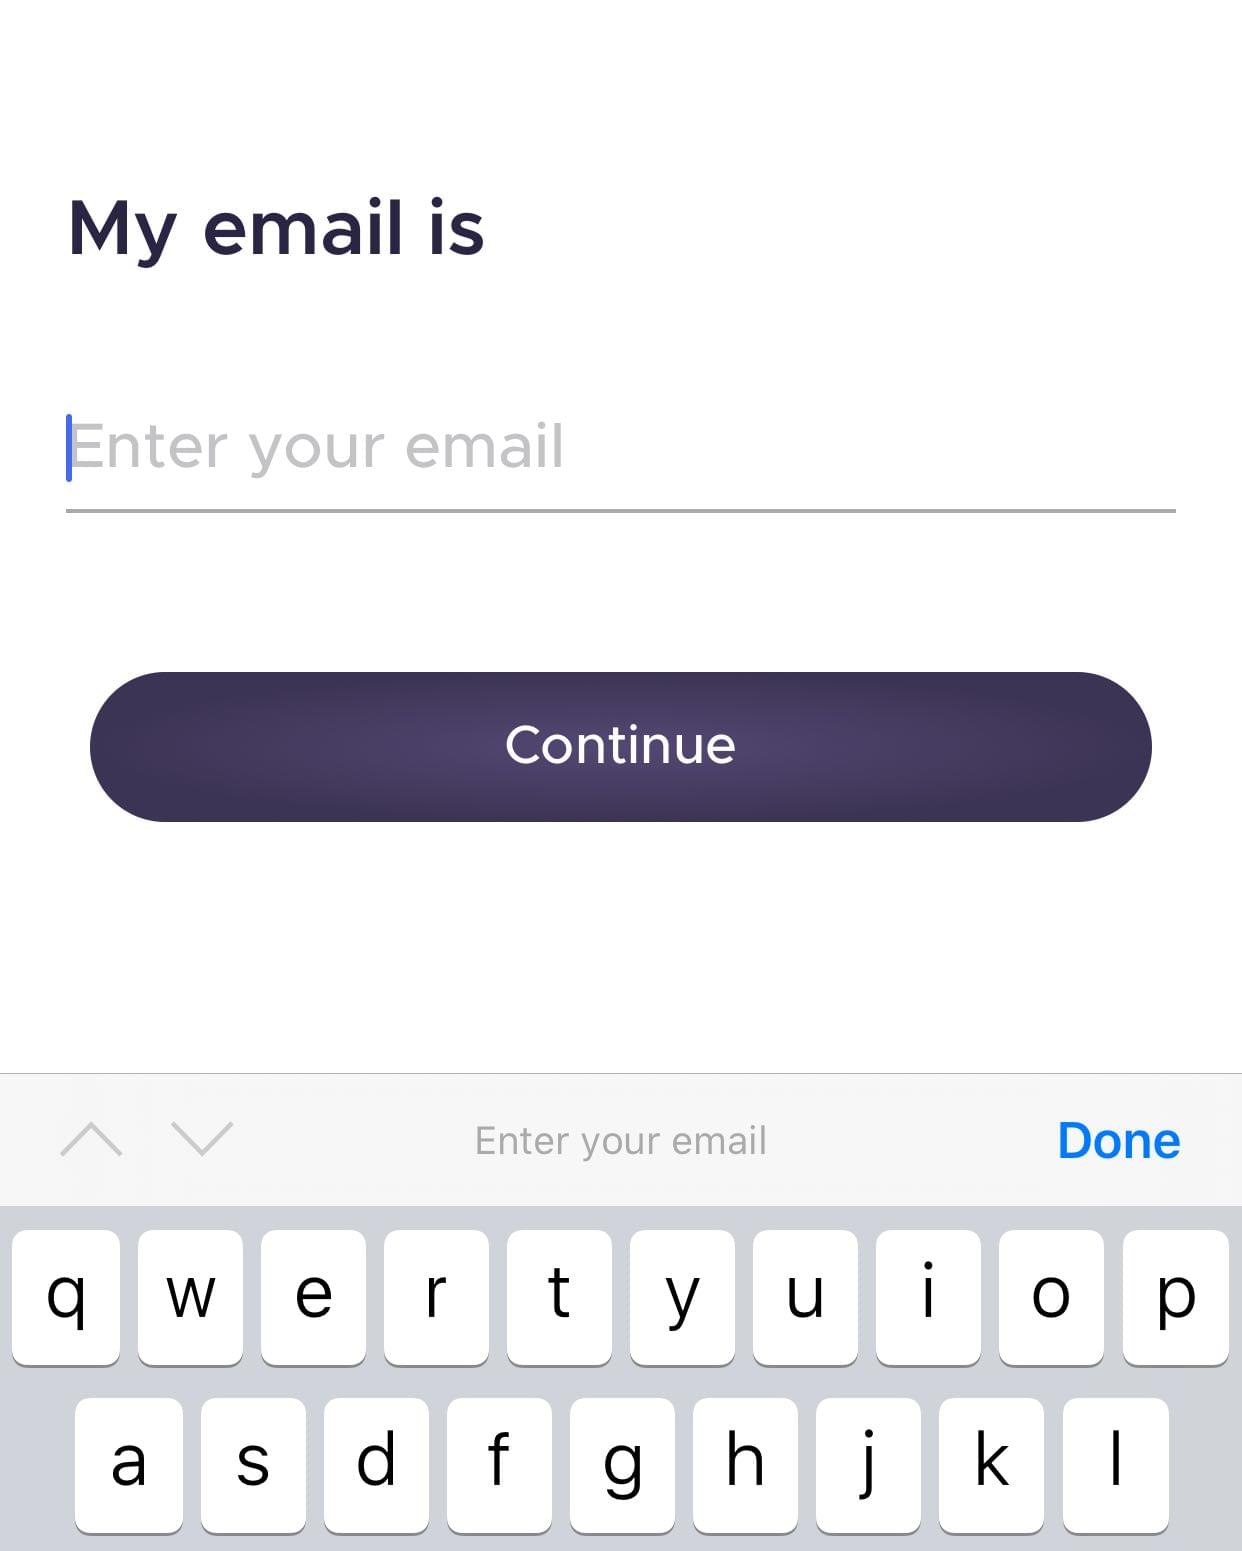 My email is
Enter your email
Continue
Enter your email Done
q w e r t y u i o p
a s d f g h j k l